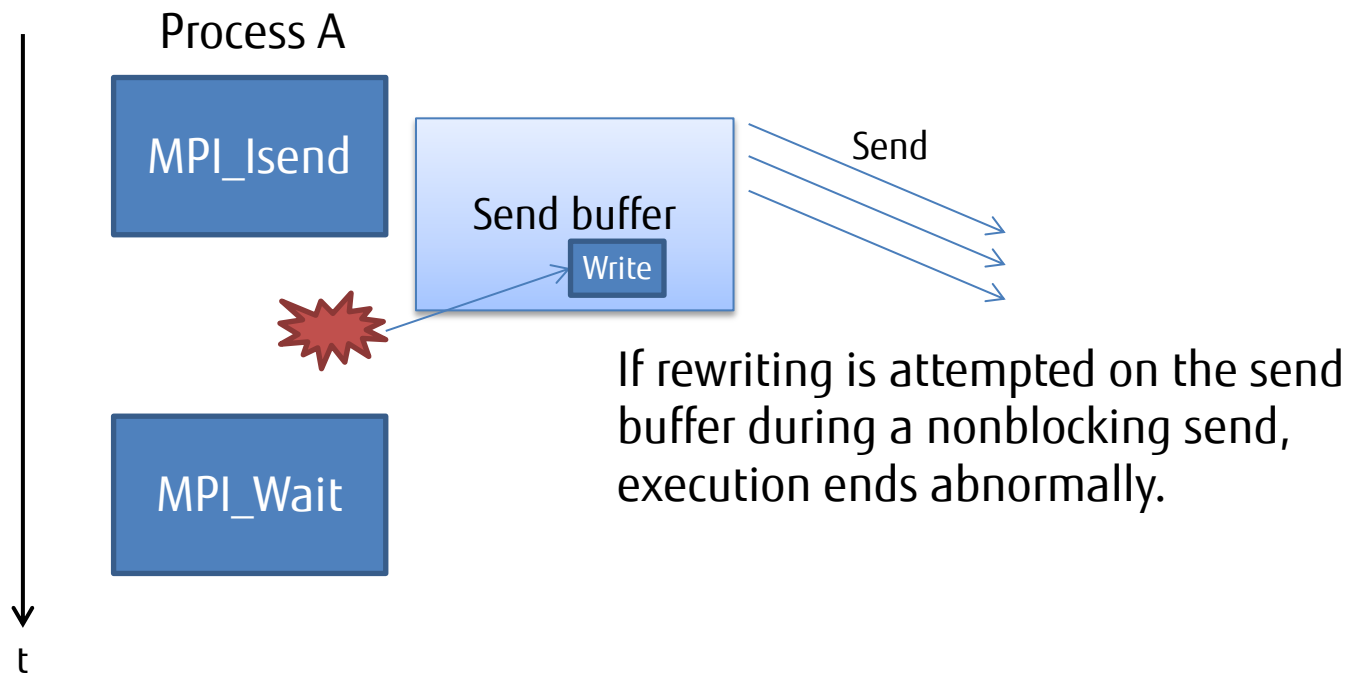 Process A
MPI_Isend
Send buffer
Write
Send
If rewriting is attempted on the send
buffer during a nonblocking send,
execution ends abnormally.
MPI_Wait
t